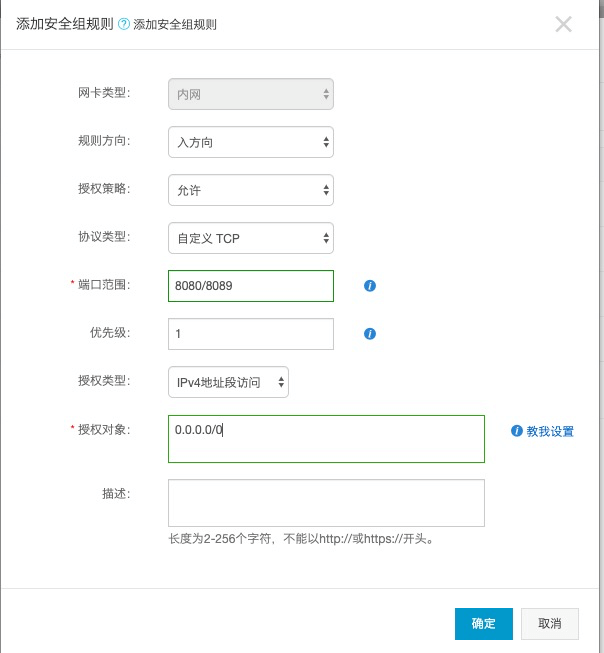 添加安全组规则 ? 添加安全组规则
网卡类型: 内网
规则方向: 入方向
授权策略: 允许
协议类型: 自定义 TCP
* 端口范围: 8080/8089
优先级: 1
授权类型: IPv4地址段访问
* 授权对象: 0.0.0.0/0 教我设置
描述:
长度为2-256个字符，不能以http://或https://开头。
确定 取消